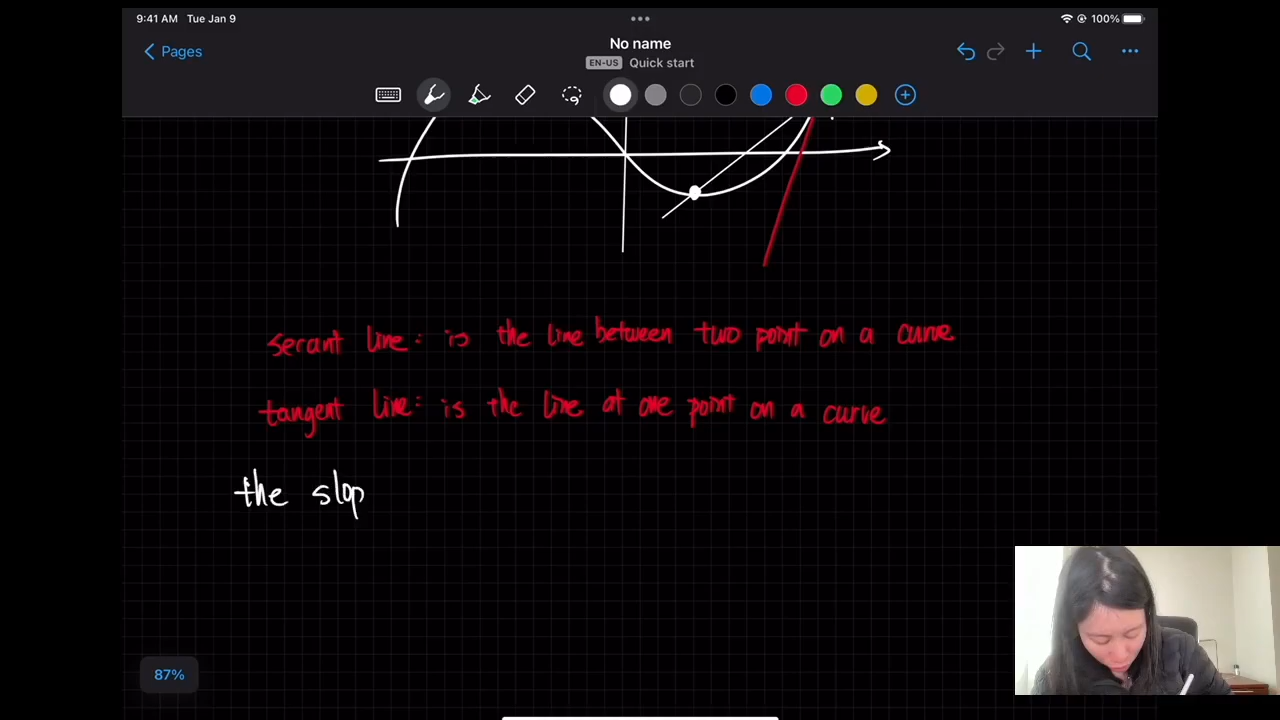 9:41 AM Tue Jan 9
100%
Pages
No name
EN-US Quick start
serant line: is the line between two point on a curve
tangent line: is the line at one point on a curve
the slop
87%